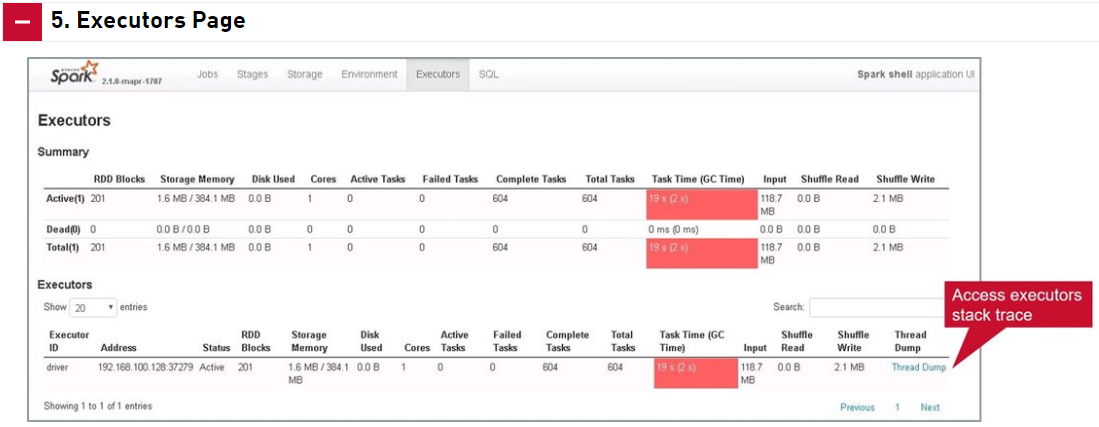 5. Executors Page
APACHE Spark 2.1.0-mapr-1707 Jobs Stages Storage Environment Executors SQL Spark shell application UI
Executors
Summary
RDD Blocks Storage Memory Disk Used Cores Active Tasks Failed Tasks Complete Tasks Total Tasks Task Time (GC Time) Input Shuffle Read Shuffle Write
Active(1) 201 1.6 MB / 384.1 MB 0.0 B 1 0 0 604 604 19 s (2 s) 118.7 0.0 B 2.1 MB
MB
Dead(0) 0 0.0 B / 0.0 B 0.0 B 0 0 0 0 0 0 ms (0 ms) 0.0 B 0.0 B 0.0 B
Total(1) 201 1.6 MB / 384.1 MB 0.0 B 1 0 0 604 604 19 s (2 s) 118.7 0.0 B 2.1 MB
MB
Executors
Show 20 entries Search:
Access executors
stack trace
Executor RDD Storage Disk Active Failed Complete Total Task Time (GC Shuffle Shuffle Thread
ID Address Status Blocks Memory Used Cores Tasks Tasks Tasks Tasks Time) Input Read Write Dump
driver 192.168.100.128:37279 Active 201 1.6 MB / 384.1 0.0 B 1 0 0 604 604 19 s (2 s) 118.7 0.0 B 2.1 MB Thread Dump
MB MB
Showing 1 to 1 of 1 entries Previous 1 Next